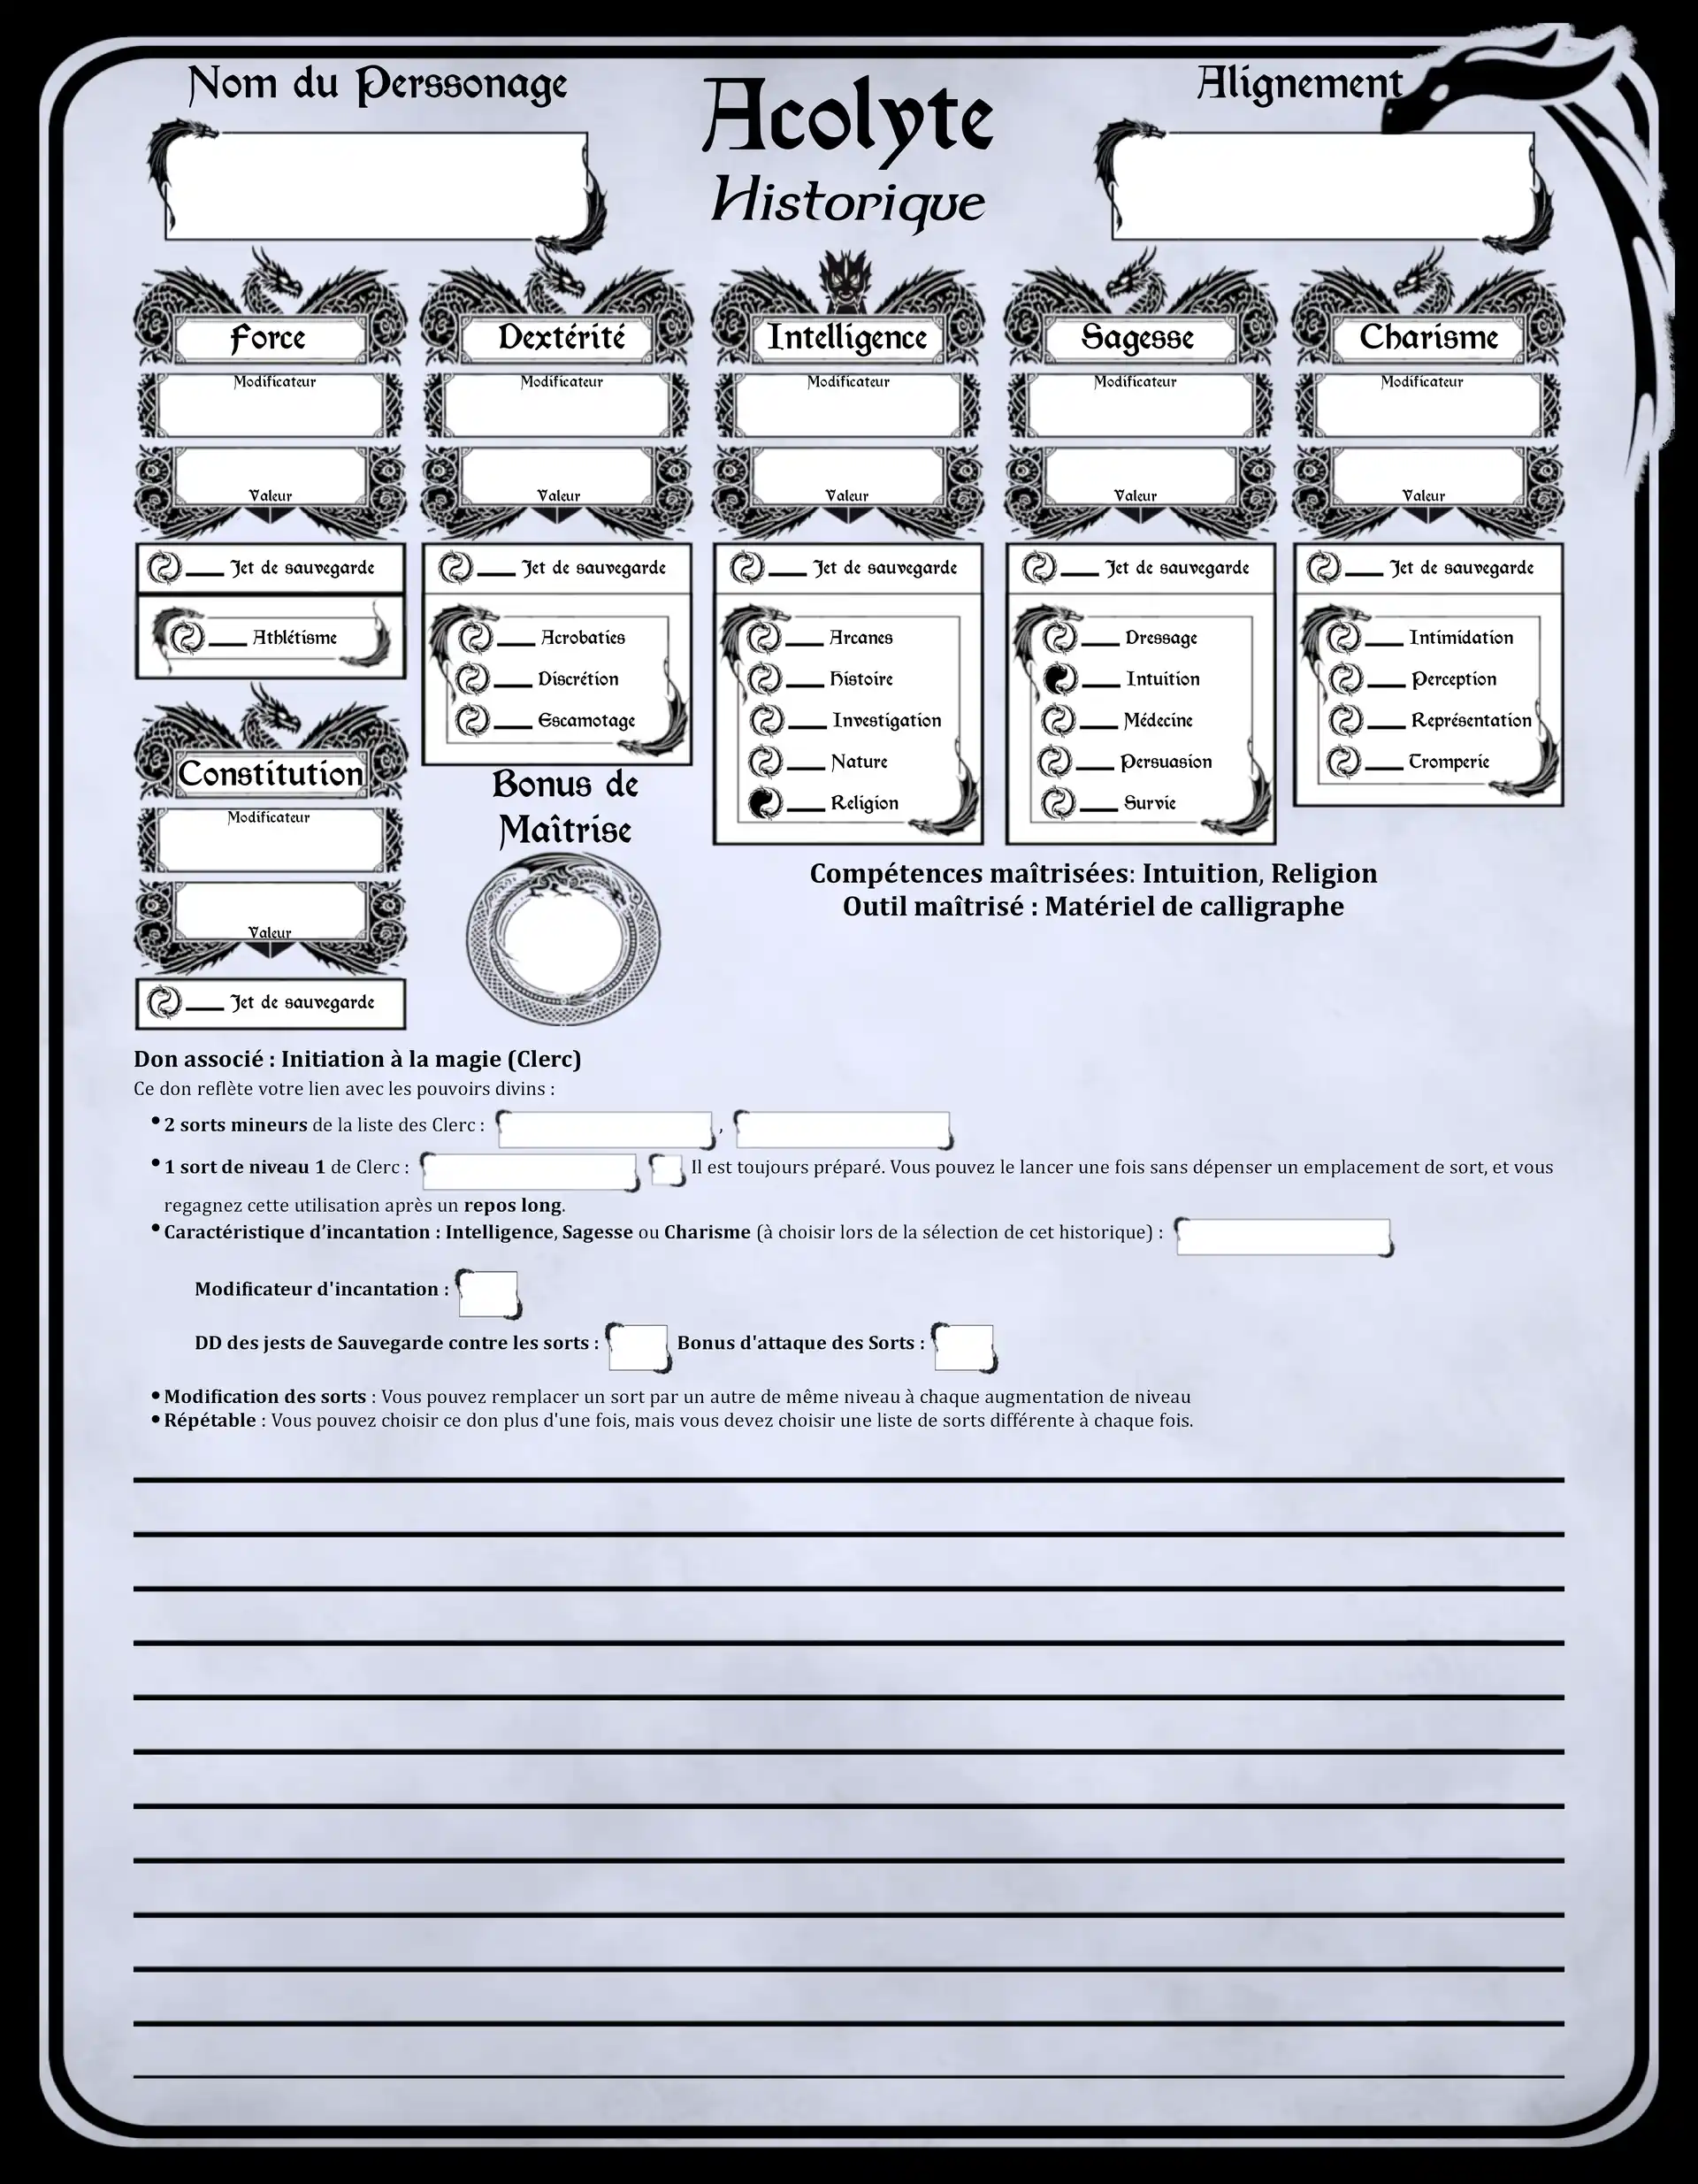 Nom du Perssonage
Acolyte
Historique
Alignement
Force
Modificateur
Valeur
Jet de sauvegarde
Athlétisme
Dextérité
Modificateur
Valeur
Jet de sauvegarde
Acrobaties
Discrétion
Escamotage
Intelligence
Modificateur
Valeur
Jet de sauvegarde
Arcanes
Histoire
Investigation
Nature
Religion
Sagesse
Modificateur
Valeur
Jet de sauvegarde
Dressage
Intuition
Médecine
Persuasion
Survie
Charisme
Modificateur
Valeur
Jet de sauvegarde
Intimidation
Perception
Représentation
Tromperie
Constitution
Modificateur
Valeur
Jet de sauvegarde
Bonus de
Maîtrise
Compétences maîtrisées: Intuition, Religion
Outil maîtrisé : Matériel de calligraphe
Don associé : Initiation à la magie (Clerc)
Ce don reflète votre lien avec les pouvoirs divins :
• 2 sorts mineurs de la liste des Clerc : ,
• 1 sort de niveau 1 de Clerc : Il est toujours préparé. Vous pouvez le lancer une fois sans dépenser un emplacement de sort, et vous
regagnez cette utilisation après un repos long.
• Caractéristique d’incantation : Intelligence, Sagesse ou Charisme (à choisir lors de la sélection de cet historique) :
Modificateur d'incantation :
DD des jests de Sauvegarde contre les sorts : Bonus d'attaque des Sorts :
• Modification des sorts : Vous pouvez remplacer un sort par un autre de même niveau à chaque augmentation de niveau
• Répétable : Vous pouvez choisir ce don plus d'une fois, mais vous devez choisir une liste de sorts différente à chaque fois.